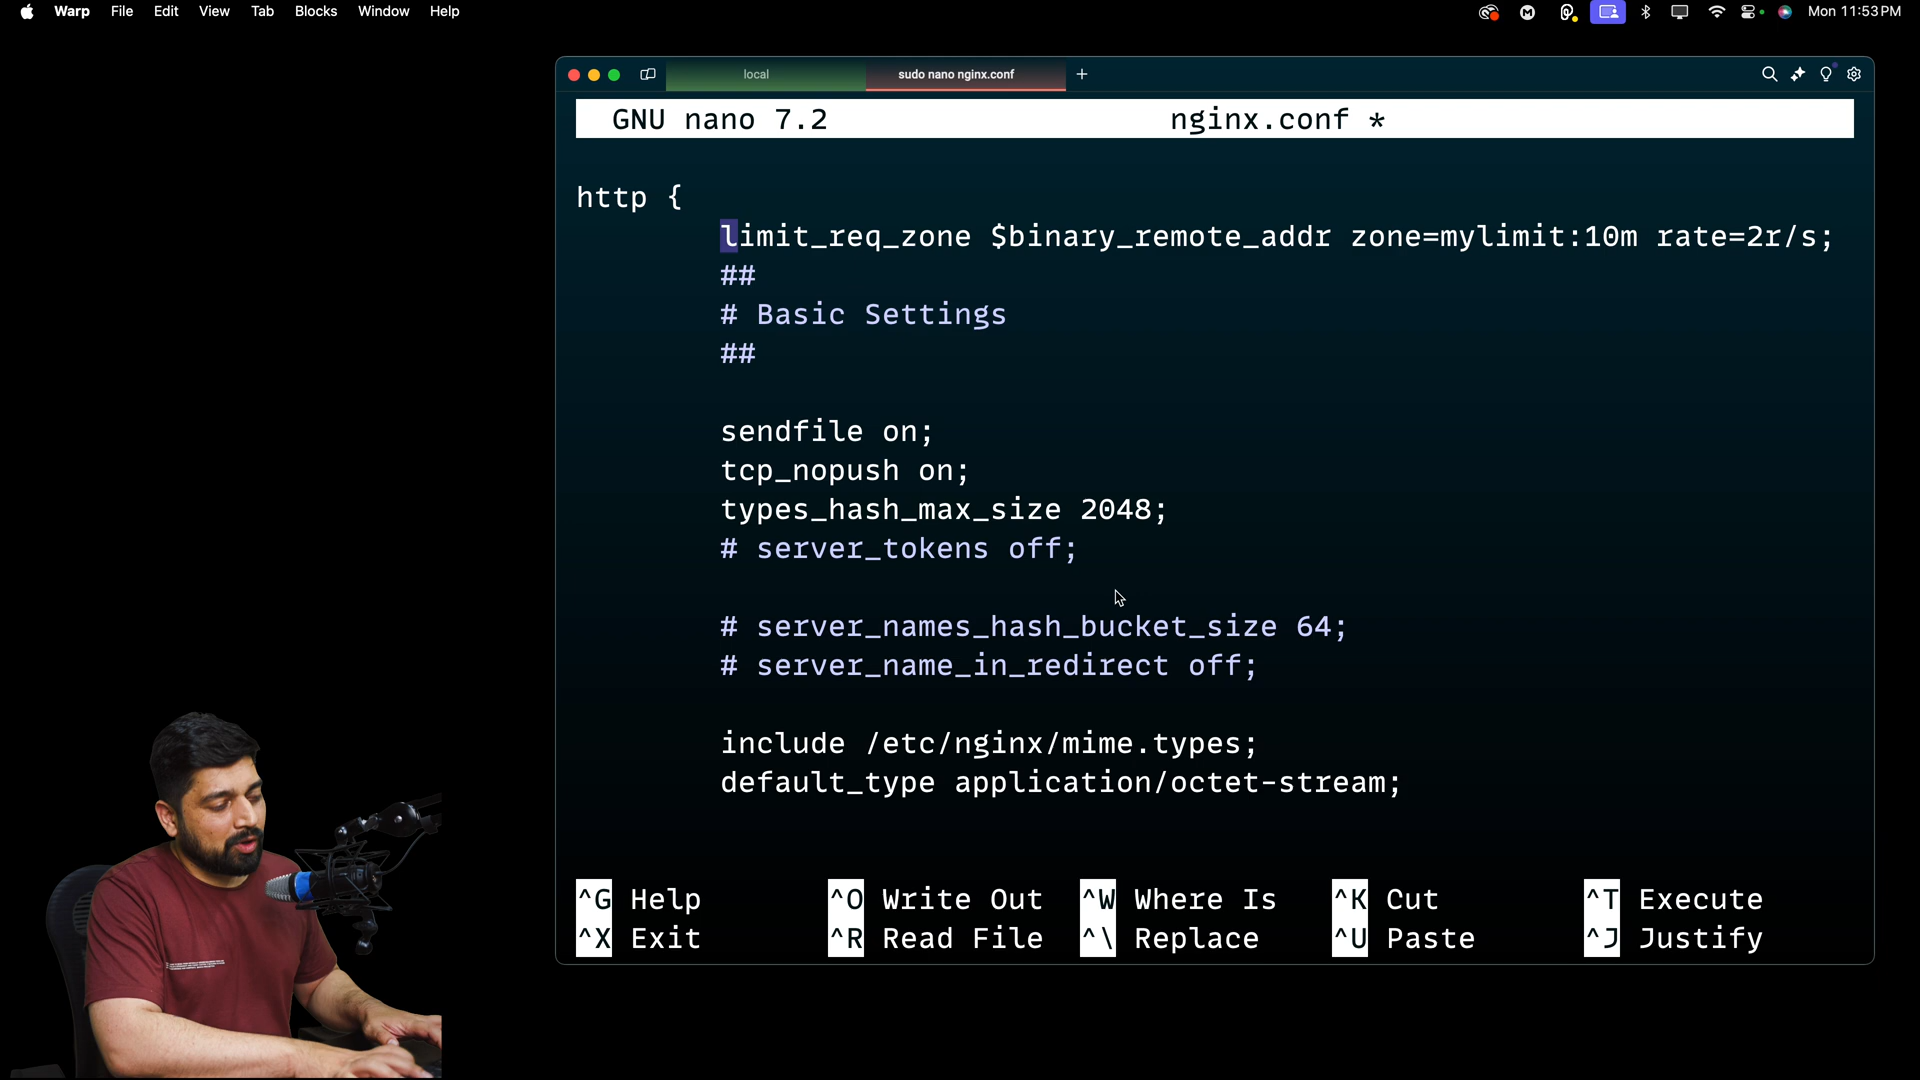 Warp File Edit View Tab Blocks Window Help
Mon 11:53 PM
local
sudo nano nginx.conf
GNU nano 7.2 nginx.conf *
http {
limit_req_zone $binary_remote_addr zone=mylimit:10m rate=2r/s;
##
# Basic Settings
##
sendfile on;
tcp_nopush on;
types_hash_max_size 2048;
# server_tokens off;
# server_names_hash_bucket_size 64;
# server_name_in_redirect off;
include /etc/nginx/mime.types;
default_type application/octet-stream;
^G Help ^O Write Out ^W Where Is ^K Cut ^T Execute
^X Exit ^R Read File ^\ Replace ^U Paste ^J Justify